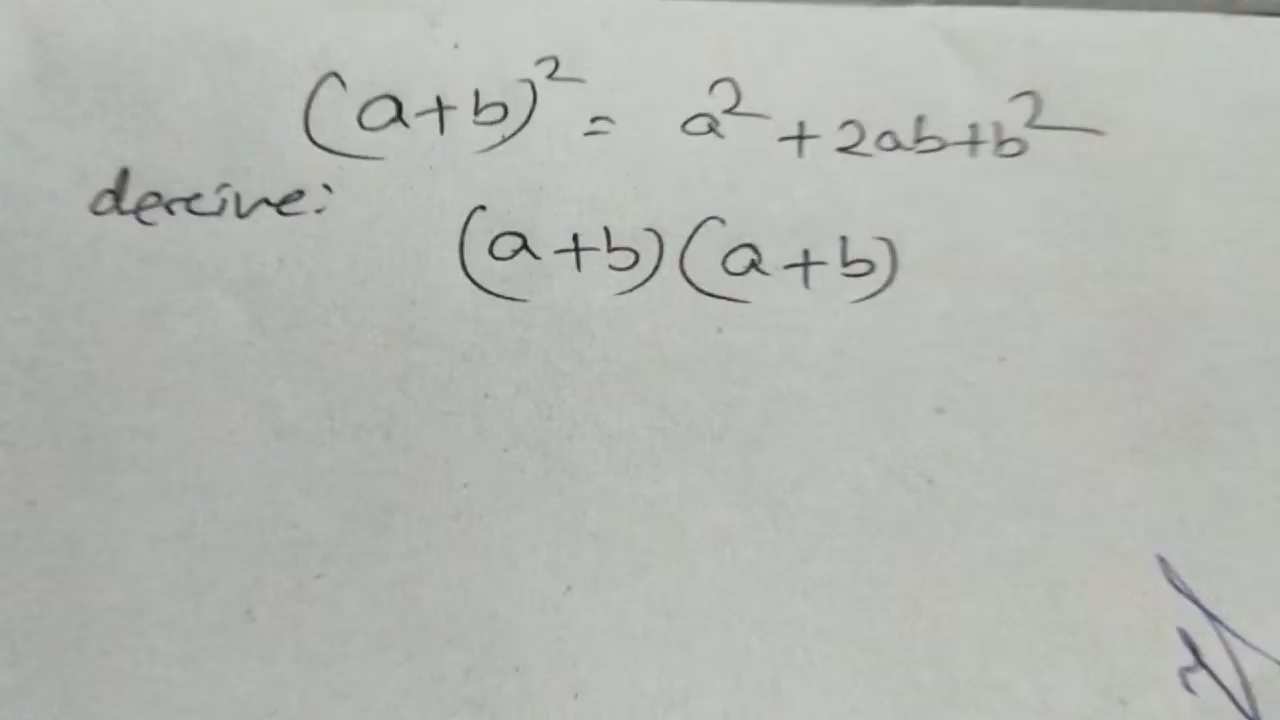 (a+b)² = a² + 2ab+b²
derive:
(a+b)(a+b)